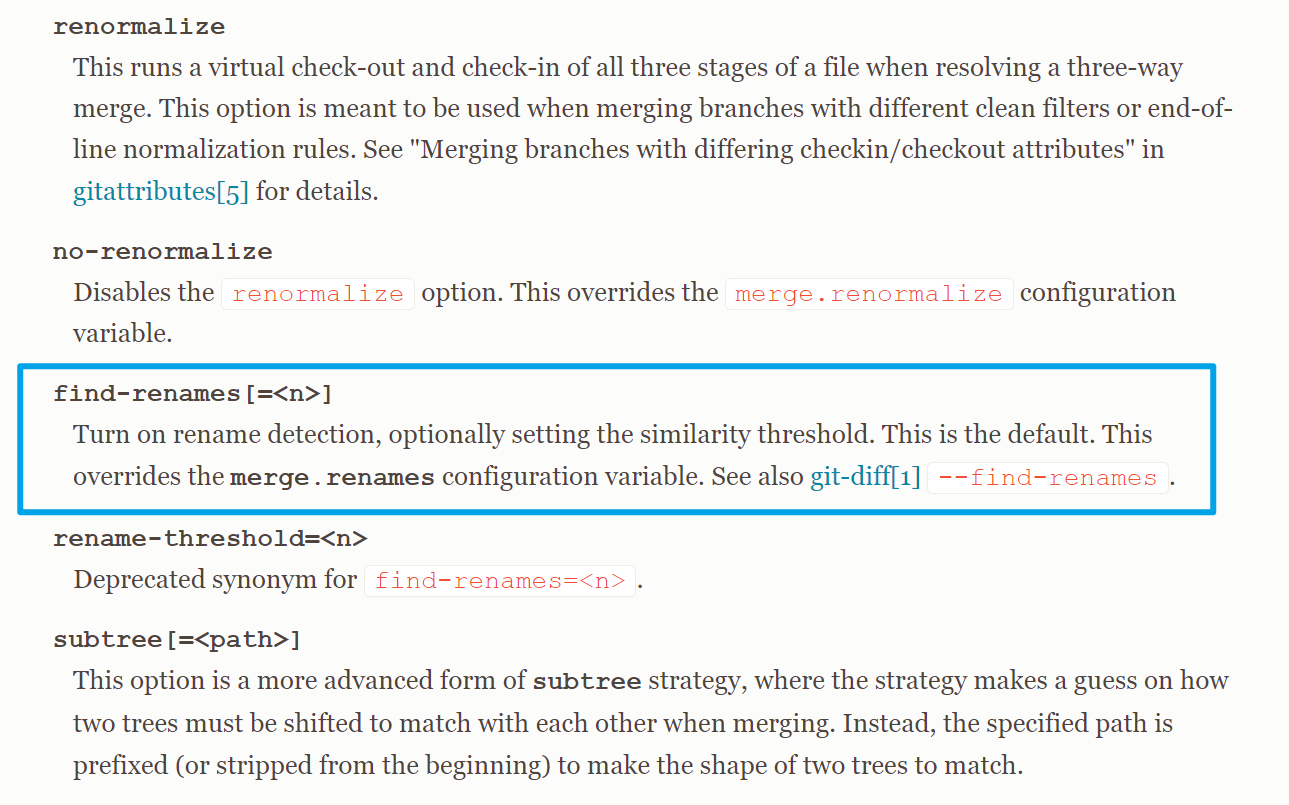 renormalize
This runs a virtual check-out and check-in of all three stages of a file when resolving a three-way
merge. This option is meant to be used when merging branches with different clean filters or end-of-
line normalization rules. See "Merging branches with differing checkin/checkout attributes" in
gitattributes[5] for details.
no-renormalize
Disables the renormalize option. This overrides the merge.renormalize configuration
variable.
find-renames[=<n>]
Turn on rename detection, optionally setting the similarity threshold. This is the default. This
overrides the merge.renames configuration variable. See also git-diff[1] --find-renames.
rename-threshold=<n>
Deprecated synonym for find-renames=<n>.
subtree[=<path>]
This option is a more advanced form of subtree strategy, where the strategy makes a guess on how
two trees must be shifted to match with each other when merging. Instead, the specified path is
prefixed (or stripped from the beginning) to make the shape of two trees to match.